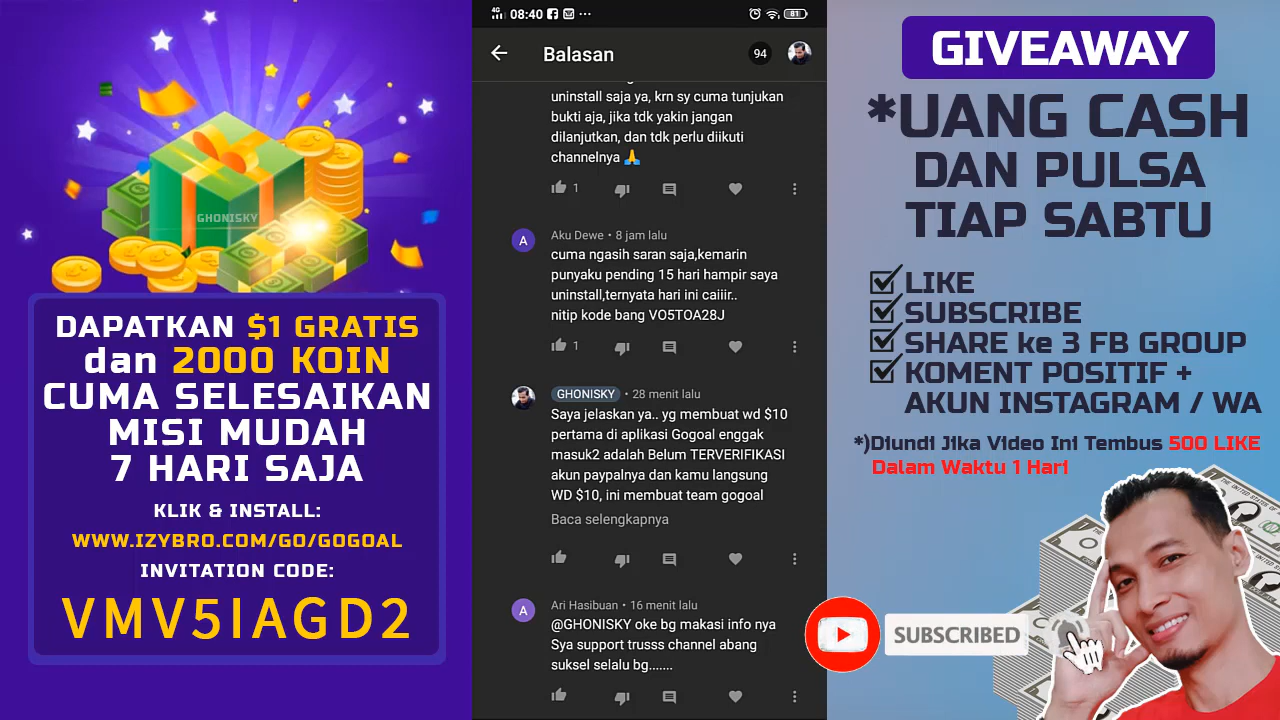 GHONISKY
DAPATKAN $1 GRATIS
dan 2000 KOIN
CUMA SELESAIKAN
MISI MUDAH
7 HARI SAJA
KLIK & INSTALL:
WWW.IZYBRO.COM/GO/GOGOAL
INVITATION CODE:
VMV5IAGD2
4G 08:40 ... 81
Balasan 94
uninstall saja ya, krn sy cuma tunjukan
bukti aja, jika tdk yakin jangan
dilanjutkan, dan tdk perlu diikuti
channelnya 🙏
1
A
Aku Dewe • 8 jam lalu
cuma ngasih saran saja,kemarin
punyaku pending 15 hari hampir saya
uninstall,ternyata hari ini caiiir..
nitip kode bang VO5TOA28J
1
GHONISKY • 28 menit lalu
Saya jelaskan ya.. yg membuat wd $10
pertama di aplikasi Gogoal enggak
masuk2 adalah Belum TERVERIFIKASI
akun paypalnya dan kamu langsung
WD $10, ini membuat team gogoal
Baca selengkapnya
A
Ari Hasibuan • 16 menit lalu
@GHONISKY oke bg makasi info nya
Sya support trusss channel abang
suksel selalu bg.......
GIVEAWAY
*UANG CASH
DAN PULSA
TIAP SABTU
LIKE
SUBSCRIBE
SHARE ke 3 FB GROUP
KOMENT POSITIF +
AKUN INSTAGRAM / WA
*)Diundi Jika Video Ini Tembus 500 LIKE
Dalam Waktu 1 Hari
SUBSCRIBED